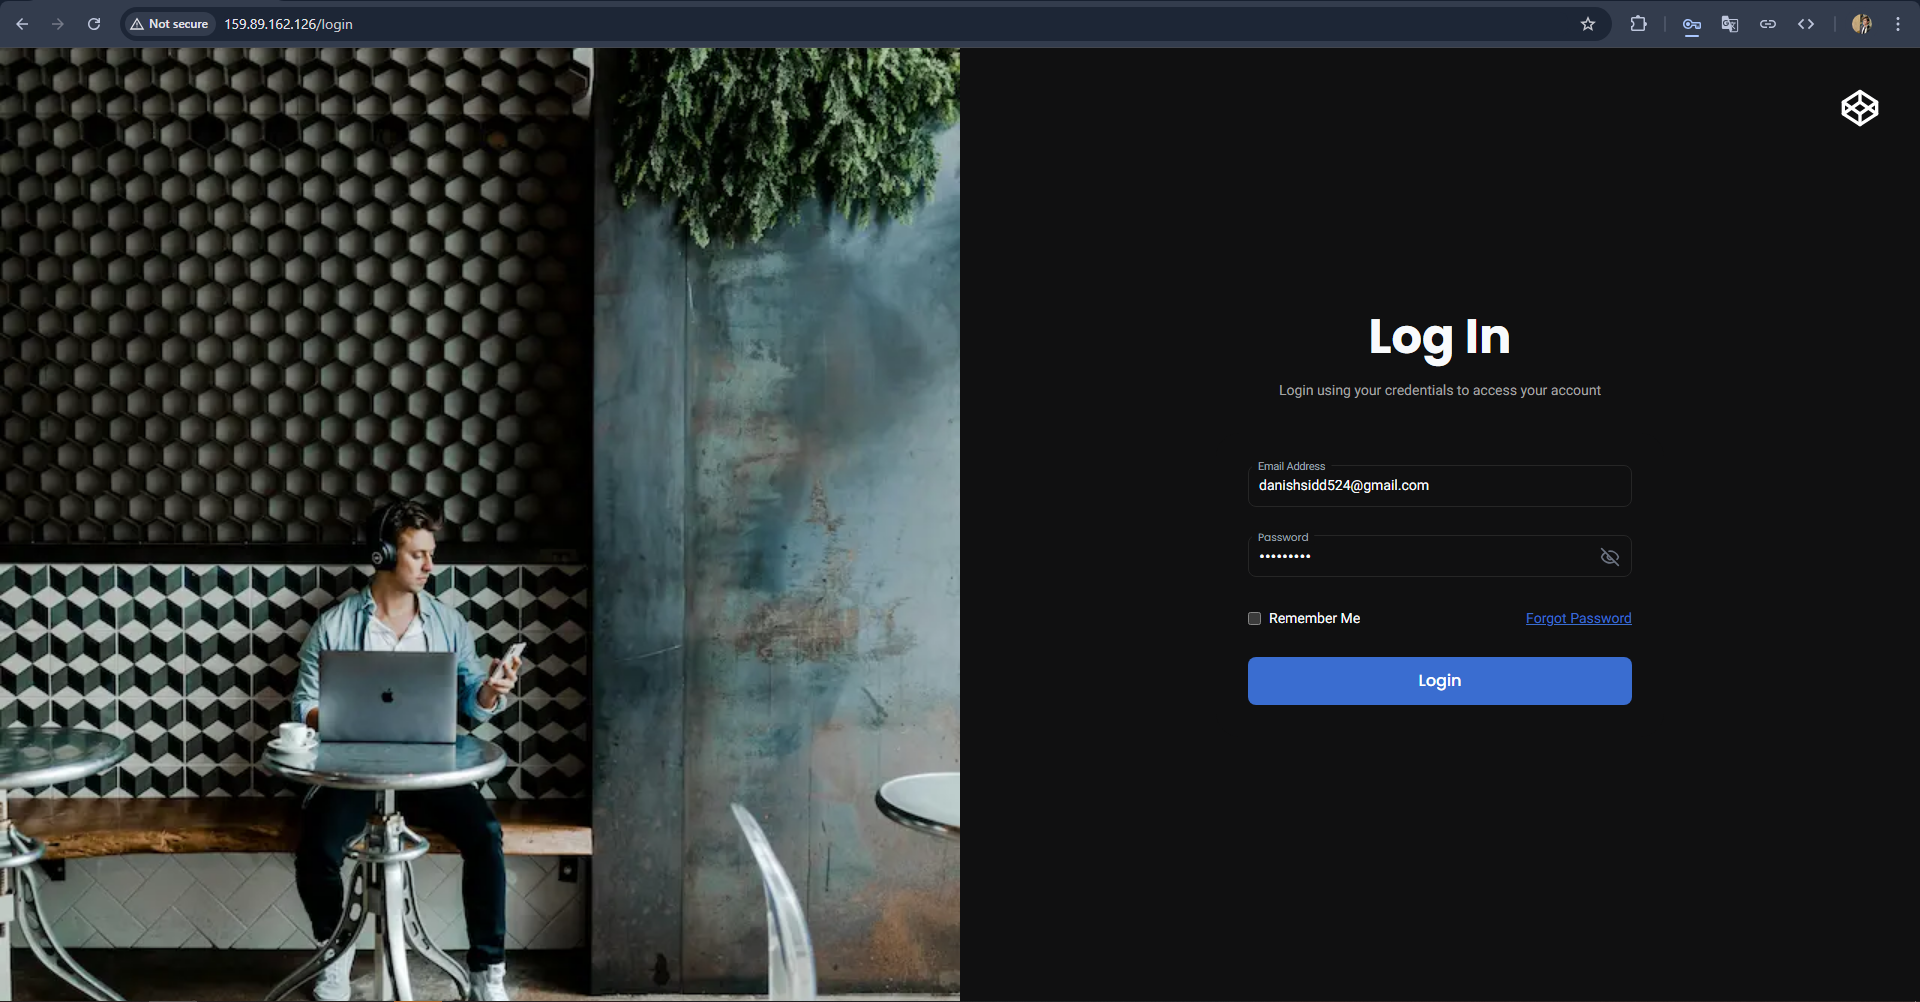 Not secure
159.89.162.126/login
Log In
Login using your credentials to access your account
Email Address
danishsidd524@gmail.com
Password
•••••••••
Remember Me
Forgot Password
Login